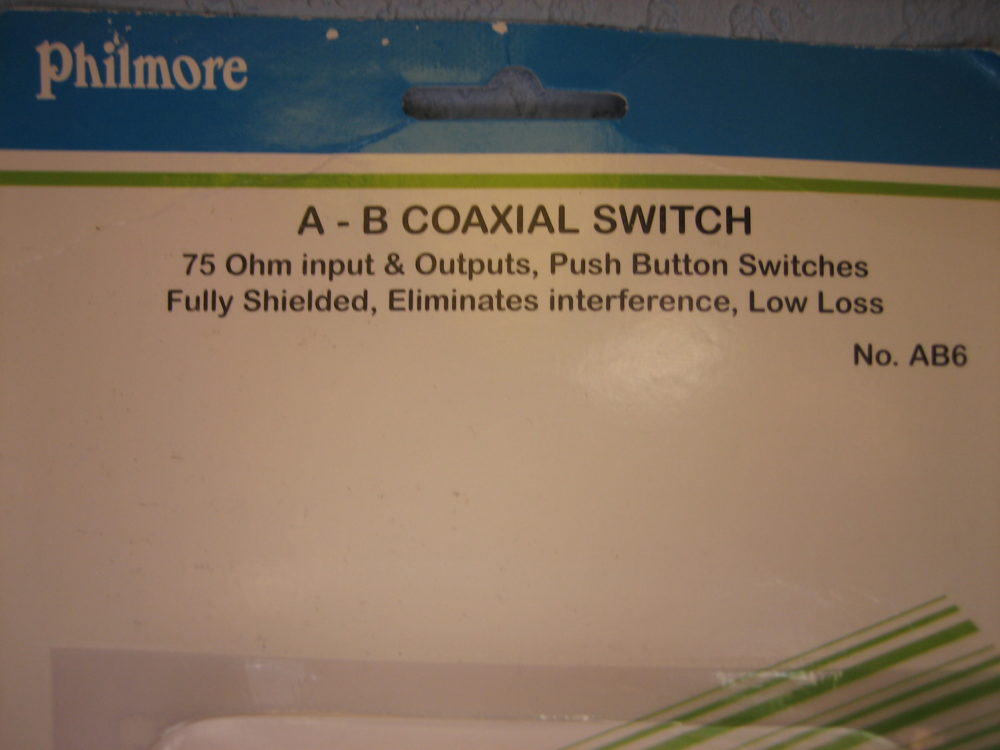 Philmore
A - B COAXIAL SWITCH
75 Ohm input & Outputs, Push Button Switches
Fully Shielded, Eliminates interference, Low Loss
No. AB6